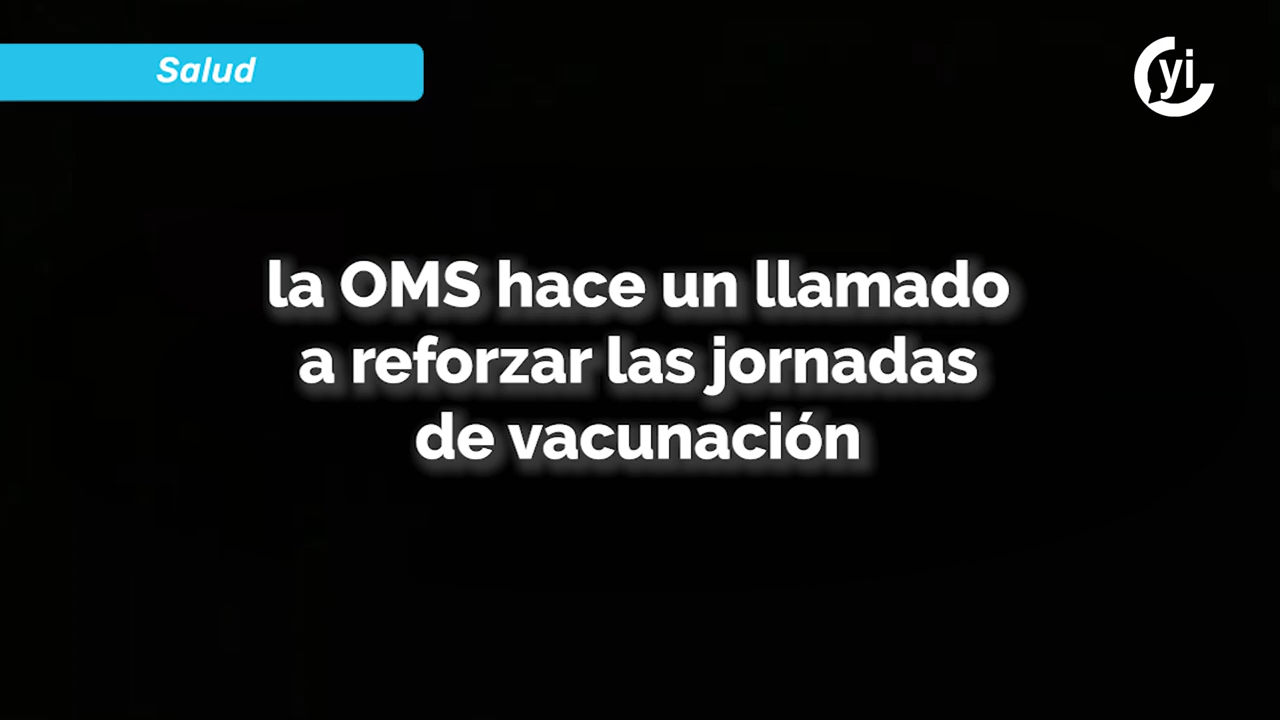 Salud
yi
la OMS hace un llamado
a reforzar las jornadas
de vacunación